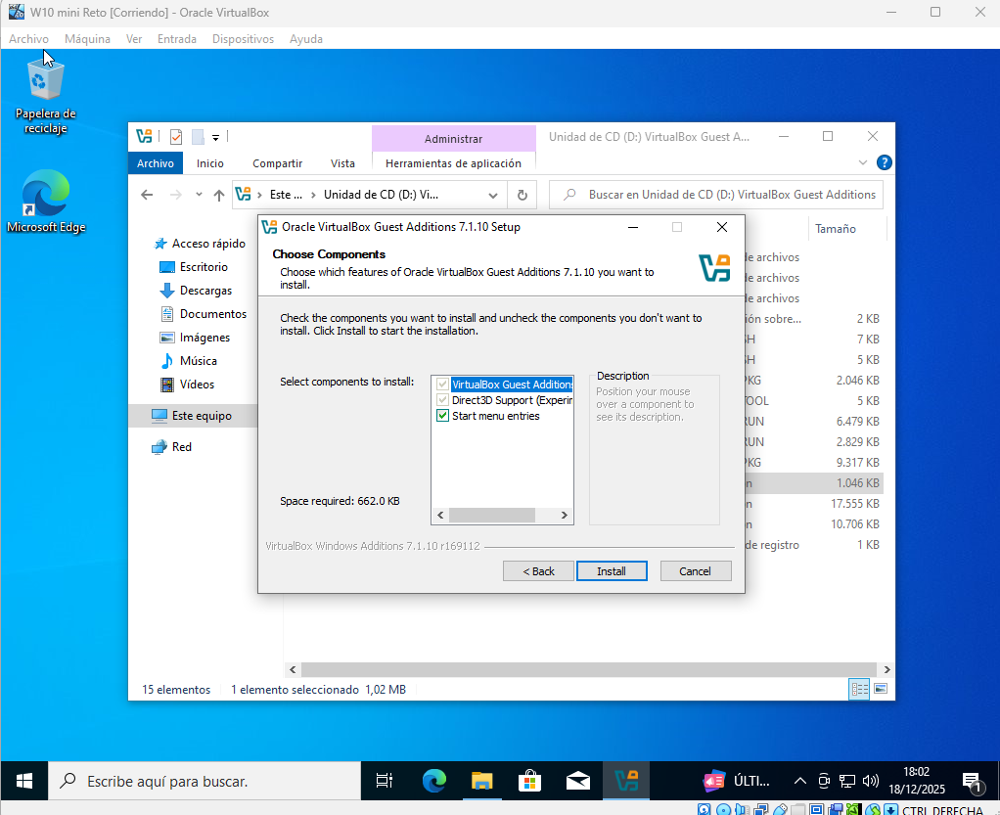 W10 mini Reto [Corriendo] - Oracle VirtualBox
Archivo Máquina Ver Entrada Dispositivos Ayuda
Papelera de
reciclaje
Microsoft Edge
Administrar
Unidad de CD (D:) VirtualBox Guest A...
Archivo Inicio Compartir Vista Herramientas de aplicación
Este ... › Unidad de CD (D:) Vi...
Buscar en Unidad de CD (D:) VirtualBox Guest Additions
Acceso rápido
Escritorio
Descargas
Documentos
Imágenes
Música
Vídeos
Este equipo
Red
Oracle VirtualBox Guest Additions 7.1.10 Setup
Choose Components
Choose which features of Oracle VirtualBox Guest Additions 7.1.10 you want to
install.
Check the components you want to install and uncheck the components you don't want to
install. Click Install to start the installation.
Select components to install:
VirtualBox Guest Additions
Direct3D Support (Experim
Start menu entries
Description
Position your mouse
over a component to
see its description.
Space required: 662.0 KB
VirtualBox Windows Additions 7.1.10 r169112
< Back Install Cancel
Tamaño
de archivos
de archivos
de archivos
ión sobre... 2 KB
SH 7 KB
SH 5 KB
PKG 2.046 KB
TOOL 5 KB
RUN 6.479 KB
RUN 2.829 KB
PKG 9.317 KB
n 1.046 KB
n 17.555 KB
n 10.706 KB
de registro 1 KB
15 elementos 1 elemento seleccionado 1,02 MB
Escribe aquí para buscar.
ÚLTI...
18:02
18/12/2025
1
CTRL DERECHA